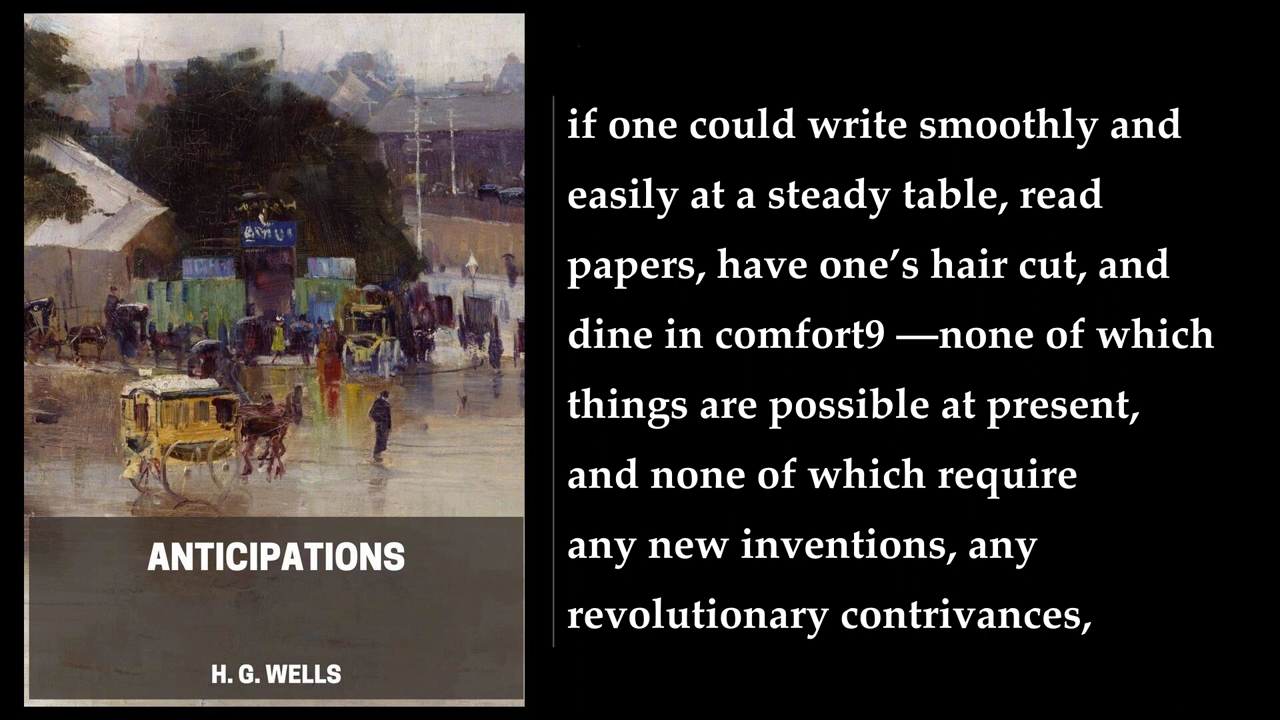 ANTICIPATIONS
H. G. WELLS
if one could write smoothly and
easily at a steady table, read
papers, have one’s hair cut, and
dine in comfort9 —none of which
things are possible at present,
and none of which require
any new inventions, any
revolutionary contrivances,